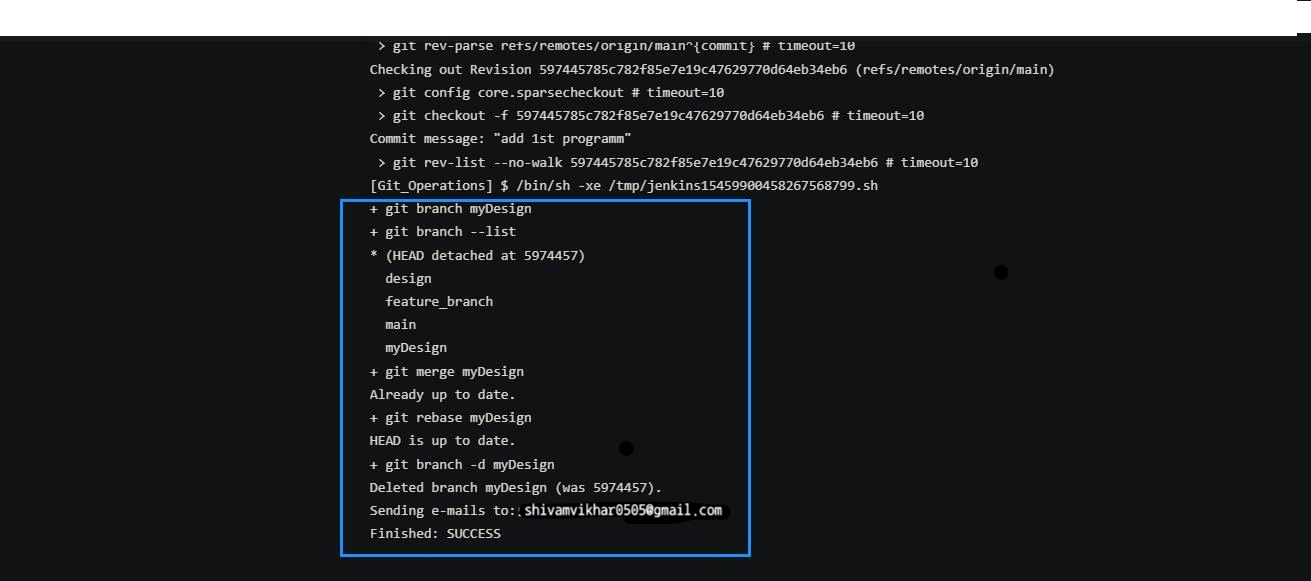 > git rev-parse refs/remotes/origin/main^{commit} # timeout=10
Checking out Revision 597445785c782f85e7e19c47629770d64eb34eb6 (refs/remotes/origin/main)
> git config core.sparsecheckout # timeout=10
> git checkout -f 597445785c782f85e7e19c47629770d64eb34eb6 # timeout=10
Commit message: "add 1st programm"
> git rev-list --no-walk 597445785c782f85e7e19c47629770d64eb34eb6 # timeout=10
[Git_Operations] $ /bin/sh -xe /tmp/jenkins15459900458267568799.sh
+ git branch myDesign
+ git branch --list
* (HEAD detached at 5974457)
design
feature_branch
main
myDesign
+ git merge myDesign
Already up to date.
+ git rebase myDesign
HEAD is up to date.
+ git branch -d myDesign
Deleted branch myDesign (was 5974457).
Sending e-mails to: shivamvikhar0505@gmail.com
Finished: SUCCESS